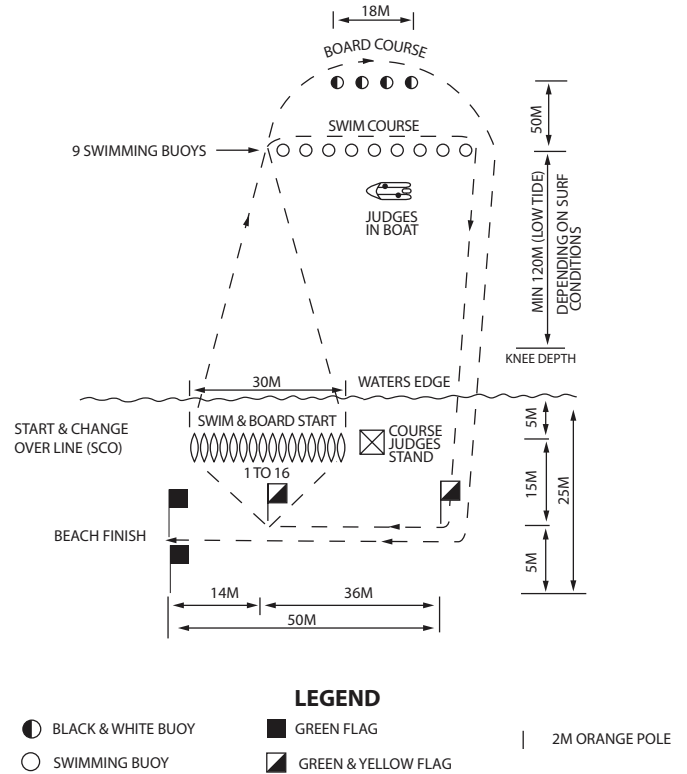 18M
BOARD COURSE
50M
SWIM COURSE
9 SWIMMING BUOYS
JUDGES
IN BOAT
MIN 120M (LOW TIDE)
DEPENDING ON SURF
CONDITIONS
KNEE DEPTH
30M
WATERS EDGE
START & CHANGE
OVER LINE (SCO)
SWIM & BOARD START
COURSE
JUDGES
STAND
5M
1 TO 16
15M
25M
BEACH FINISH
5M
14M
36M
50M
LEGEND
BLACK & WHITE BUOY
GREEN FLAG
2M ORANGE POLE
SWIMMING BUOY
GREEN & YELLOW FLAG